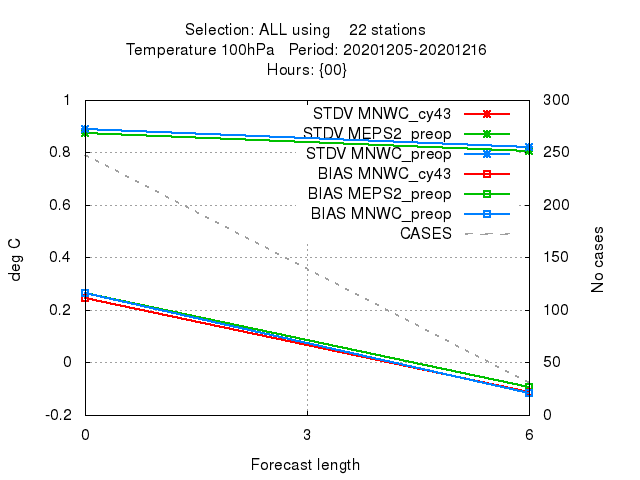 Selection: ALL using 22 stations
Temperature 100hPa Period: 20201205-20201216
Hours: {00}
1
0.8
0.6
0.4
0.2
0
-0.2
300
250
200
150
100
50
0
STDV MNWC_cy43
STDV MEPS2_preop
STDV MNWC_preop
BIAS MNWC_cy43
BIAS MEPS2_preop
BIAS MNWC_preop
CASES
deg C
No cases
0
3
6
Forecast length